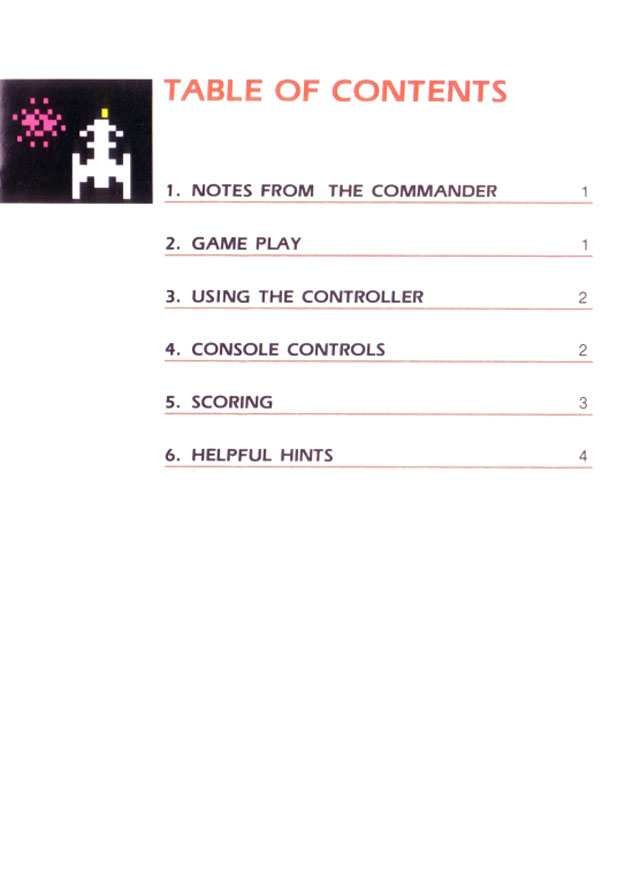 TABLE OF CONTENTS
1. NOTES FROM THE COMMANDER 1
2. GAME PLAY 1
3. USING THE CONTROLLER 2
4. CONSOLE CONTROLS 2
5. SCORING 3
6. HELPFUL HINTS 4